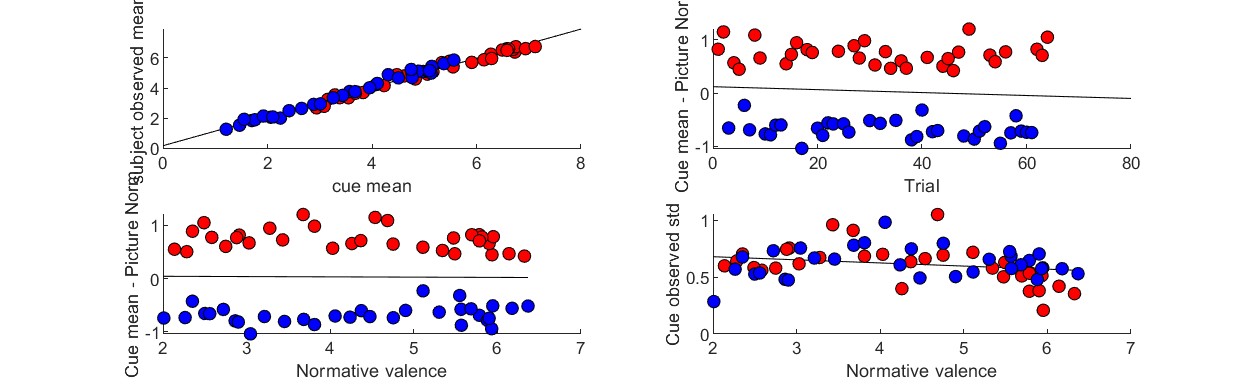 subject observed mean
6
4
2
0
0 2 4 6 8
cue mean
Cue mean - Picture Nor
1
0
-1
0 20 40 60 80
Trial
Cue mean - Picture Norm
1
0
-1
2 3 4 5 6 7
Normative valence
Cue observed std
1
0.5
0
2 3 4 5 6 7
Normative valence